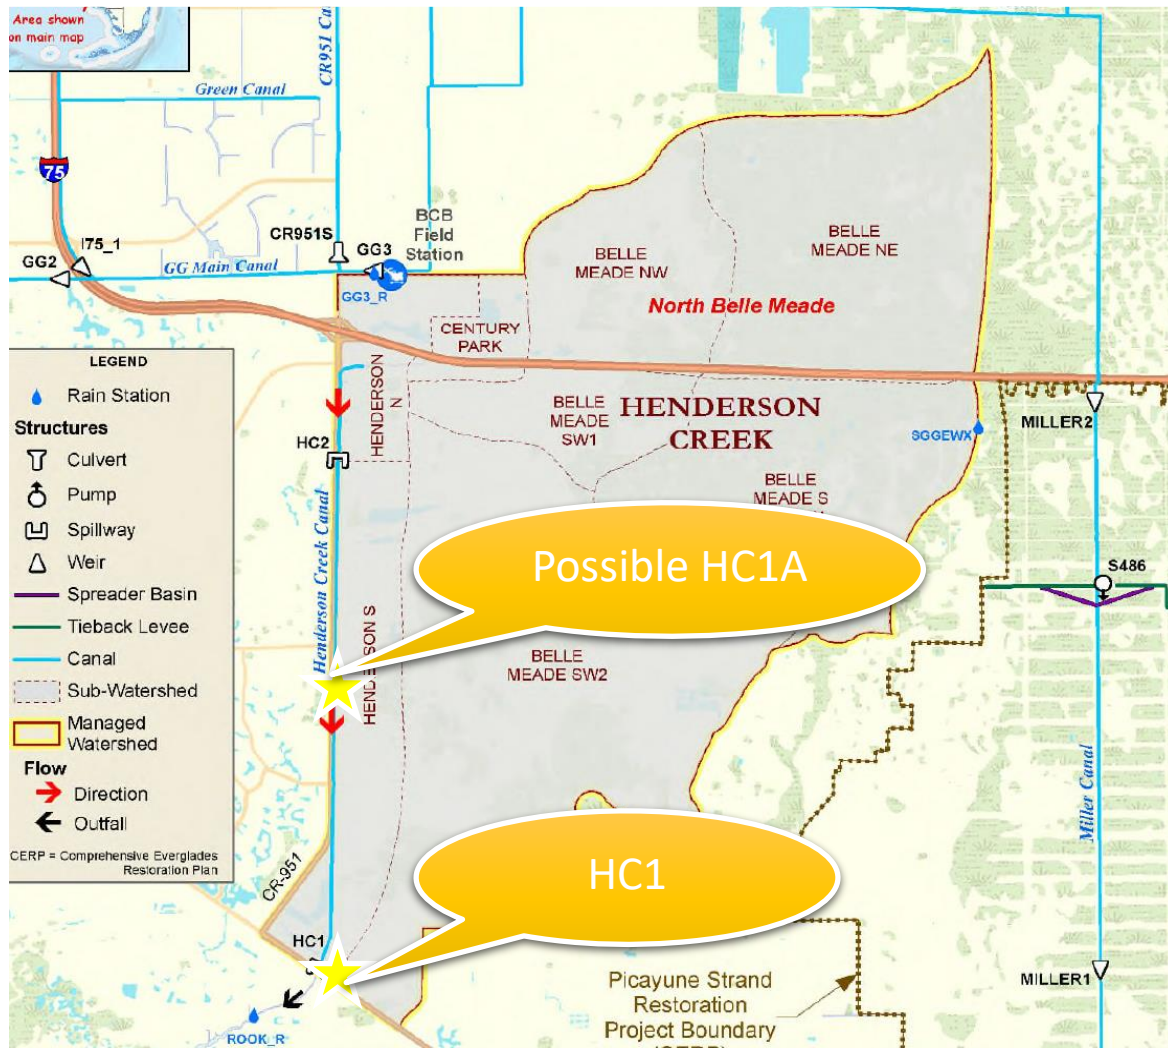 Area shown
on main map
CR951 Ca
Green Canal
75
I75_1
GG2
GG Main Canal
CR951S
GG3
BCB
Field
Station
GG3_R
BELLE
MEADE NW
BELLE
MEADE NE
North Belle Meade
CENTURY
PARK
HENDERSON
N
HC2
BELLE
MEADE
SW1
HENDERSON
CREEK
SGGEWX
MILLER2
BELLE
MEADE S
Possible HC1A
S486
Henderson Creek Canal
HENDERSON S
BELLE
MEADE SW2
Miller Canal
LEGEND
Rain Station
Structures
Culvert
Pump
Spillway
Weir
Spreader Basin
Tieback Levee
Canal
Sub-Watershed
Managed
Watershed
Flow
Direction
Outfall
CERP = Comprehensive Everglades
Restoration Plan
CR-951
HC1
HC1
ROOK_R
Picayune Strand
Restoration
Project Boundary
MILLER1